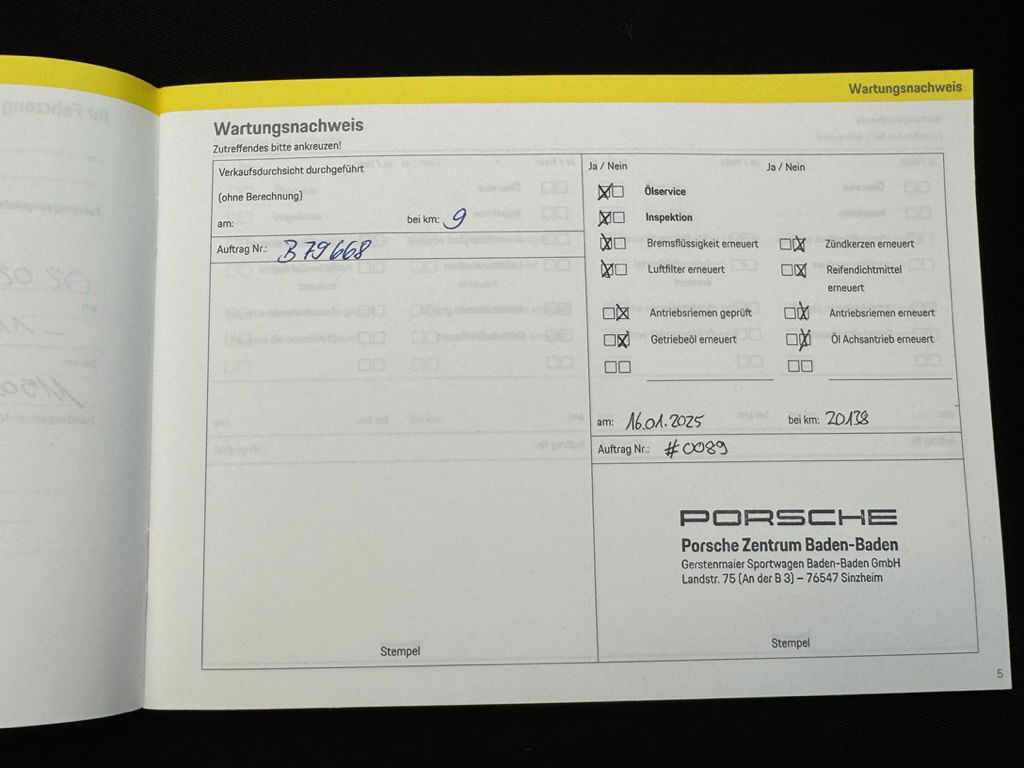 Wartungsnachweis
Wartungsnachweis
Zutreffendes bitte ankreuzen!
Verkaufsdurchsicht durchgeführt
(ohne Berechnung)
am: bei km: 9
Auftrag Nr.: B79668
Stempel
Ja / Nein Ja / Nein
Ölservice
Inspektion
Bremsflüssigkeit erneuert Zündkerzen erneuert
Luftfilter erneuert Reifendichtmittel
erneuert
Antriebsriemen geprüft Antriebsriemen erneuert
Getriebeöl erneuert Öl Achsantrieb erneuert
am: 16.01.2025 bei km: 20138
Auftrag Nr.: #0089
PORSCHE
Porsche Zentrum Baden-Baden
Gerstenmaier Sportwagen Baden-Baden GmbH
Landstr. 75 (An der B 3) – 76547 Sinzheim
Stempel
5